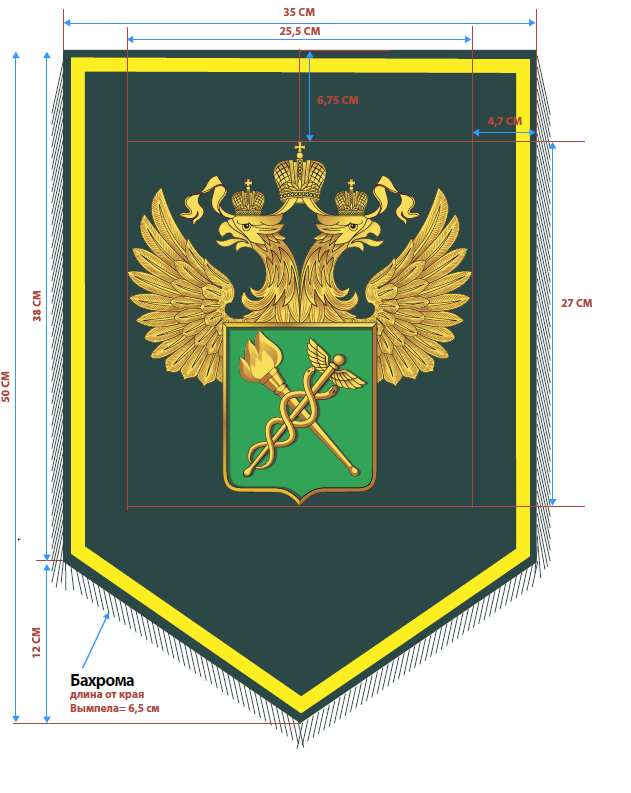 35 СМ
25,5 СМ
6,75 СМ
4,7 СМ
38 СМ
27 СМ
50 СМ
12 СМ
Бахрома
длина от края
Вымпела= 6,5 см